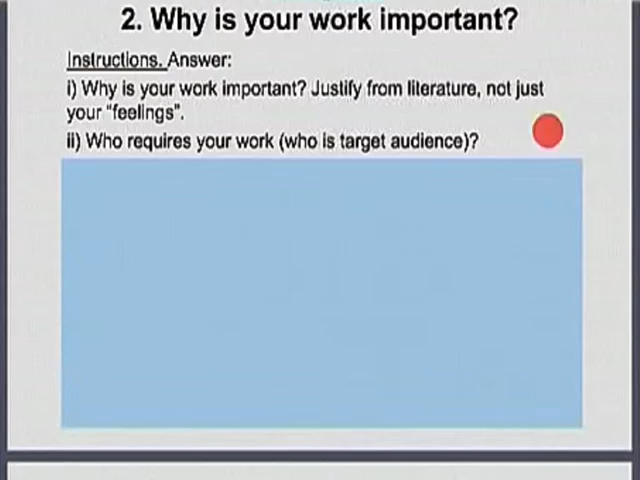 2. Why is your work important?
Instructions. Answer:
i) Why is your work important? Justify from literature, not just
your "feelings".
ii) Who requires your work (who is target audience)?